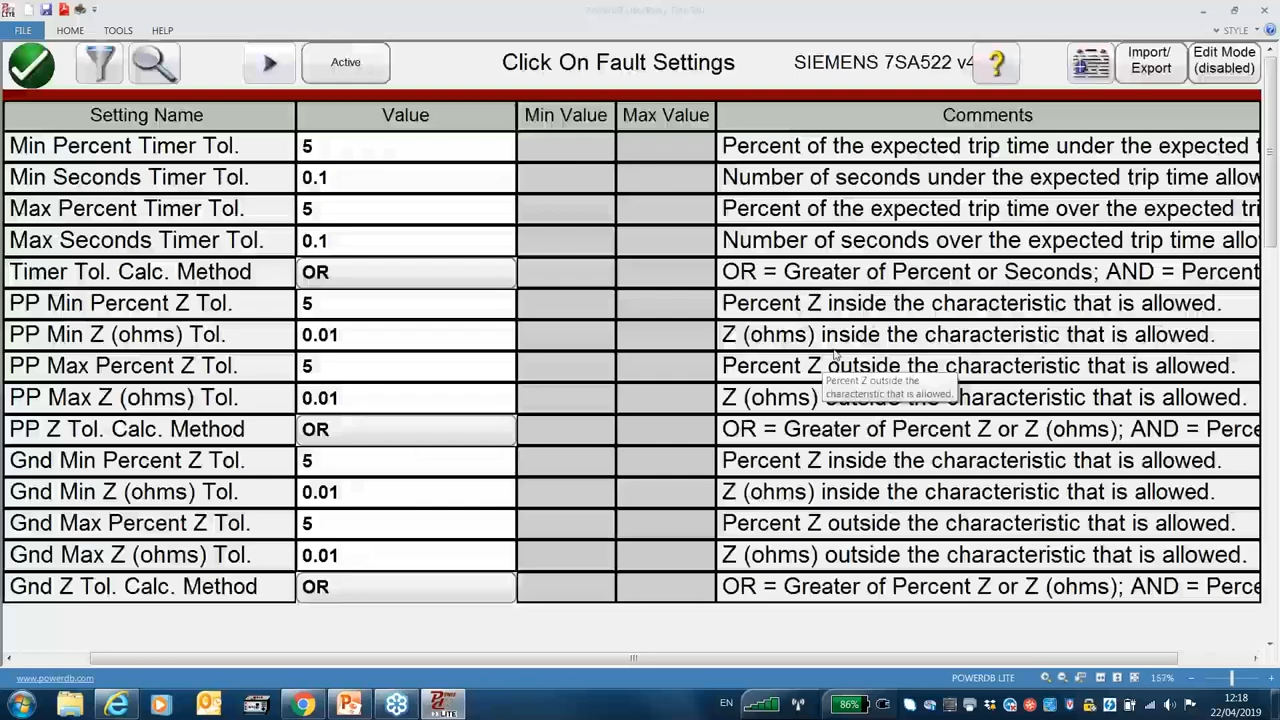 STYLE
FILE
HOME
TOOLS
HELP
Active
Click On Fault Settings
SIEMENS 7SA522 v4
?
Import/
Export
Edit Mode
(disabled)
Setting Name Value Min Value Max Value Comments
Min Percent Timer Tol. 5 Percent of the expected trip time under the expected t
Min Seconds Timer Tol. 0.1 Number of seconds under the expected trip time allow
Max Percent Timer Tol. 5 Percent of the expected trip time over the expected tri
Max Seconds Timer Tol. 0.1 Number of seconds over the expected trip time allo
Timer Tol. Calc. Method OR OR = Greater of Percent or Seconds; AND = Percent
PP Min Percent Z Tol. 5 Percent Z inside the characteristic that is allowed.
PP Min Z (ohms) Tol. 0.01 Z (ohms) inside the characteristic that is allowed.
PP Max Percent Z Tol. 5 Percent Z outside the characteristic that is allowed.
Percent Z outside the
characteristic that is allowed.
PP Max Z (ohms) Tol. 0.01 Z (ohms) outside the characteristic that is allowed.
PP Z Tol. Calc. Method OR OR = Greater of Percent Z or Z (ohms); AND = Perce
Gnd Min Percent Z Tol. 5 Percent Z inside the characteristic that is allowed.
Gnd Min Z (ohms) Tol. 0.01 Z (ohms) inside the characteristic that is allowed.
Gnd Max Percent Z Tol. 5 Percent Z outside the characteristic that is allowed.
Gnd Max Z (ohms) Tol. 0.01 Z (ohms) outside the characteristic that is allowed.
Gnd Z Tol. Calc. Method OR OR = Greater of Percent Z or Z (ohms); AND = Perce
www.powerdb.com
POWERDB LITE
157%
EN
86%
12:18
22/04/2019